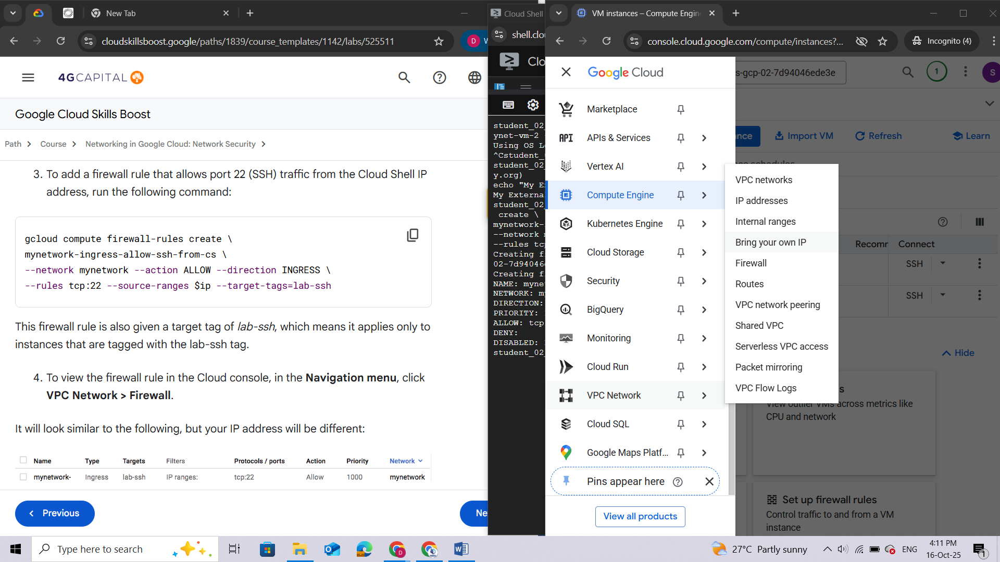 New Tab
cloudskillsboost.google/paths/1839/course_templates/1142/labs/525511
D
4G CAPITAL
Google Cloud Skills Boost
Path > Course > Networking in Google Cloud: Network Security >
3. To add a firewall rule that allows port 22 (SSH) traffic from the Cloud Shell IP
address, run the following command:
gcloud compute firewall-rules create \
mynetwork-ingress-allow-ssh-from-cs \
--network mynetwork --action ALLOW --direction INGRESS \
--rules tcp:22 --source-ranges $ip --target-tags=lab-ssh
This firewall rule is also given a target tag of lab-ssh, which means it applies only to
instances that are tagged with the lab-ssh tag.
4. To view the firewall rule in the Cloud console, in the Navigation menu, click
VPC Network > Firewall.
It will look similar to the following, but your IP address will be different:
Name Type Targets Filters Protocols / ports Action Priority Network
mynetwork- Ingress lab-ssh IP ranges: tcp:22 Allow 1000 mynetwork
Previous
Ne
Cloud Shell
shell.clo
Clo
student_02_
ynet-vm-2
Using OS L
^Cstudent_
student_02_
y.org)
echo "My E
My External
student_02_
create \
mynetwork-
--network
--rules tcp
Creating f
02-7d94046
Creating f
NAME: myne
NETWORK: m
DIRECTION:
PRIORITY:
ALLOW: tcp
DENY:
DISABLED:
student_02_
VM instances – Compute Engin
console.cloud.google.com/compute/instances?...
Incognito (4)
Google Cloud
Marketplace
APIs & Services
Vertex AI
Compute Engine
Kubernetes Engine
Cloud Storage
Security
BigQuery
Monitoring
Cloud Run
VPC Network
Cloud SQL
Google Maps Platf...
Pins appear here
View all products
VPC networks
IP addresses
Internal ranges
Bring your own IP
Firewall
Routes
VPC network peering
Shared VPC
Serverless VPC access
Packet mirroring
VPC Flow Logs
s-gcp-02-7d94046ede3e
1
S
nce
Import VM
Refresh
Learn
Recomm
Connect
SSH
SSH
Hide
s
View outlier VMs across metrics like
CPU and network
Set up firewall rules
Control traffic to and from a VM
instance
Type here to search
27°C Partly sunny
ENG
4:11 PM
16-Oct-25
1